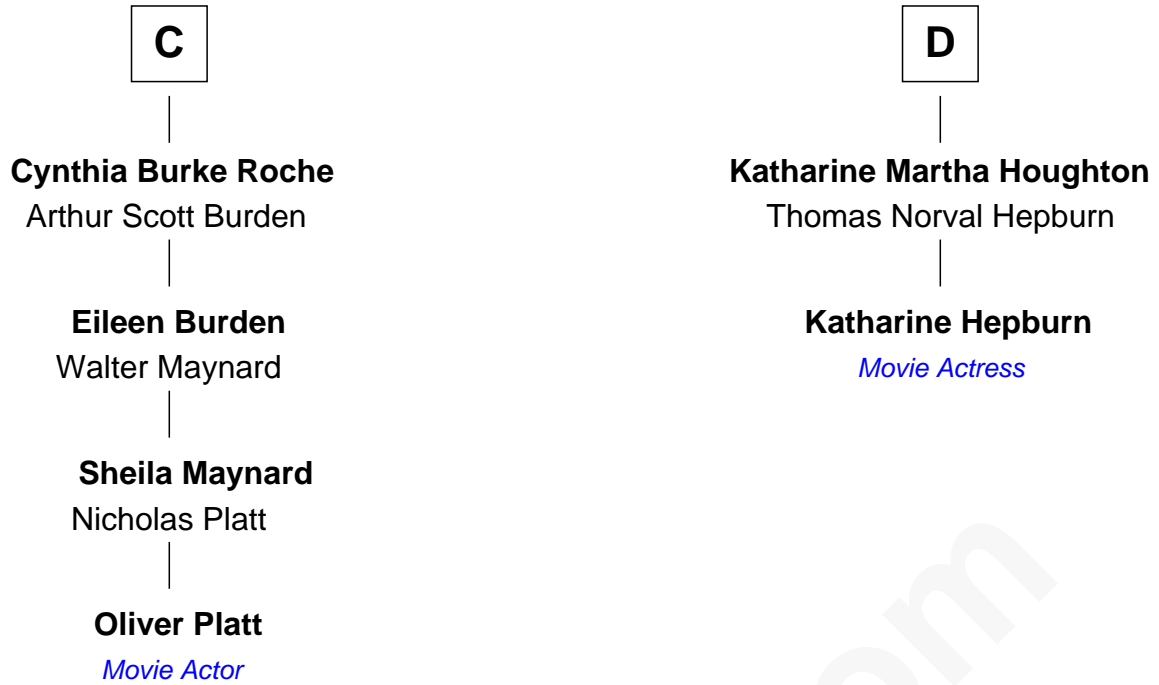 C
Cynthia Burke Roche
Arthur Scott Burden
Eileen Burden
Walter Maynard
Sheila Maynard
Nicholas Platt
Oliver Platt
Movie Actor
D
Katharine Martha Houghton
Thomas Norval Hepburn
Katharine Hepburn
Movie Actress
om